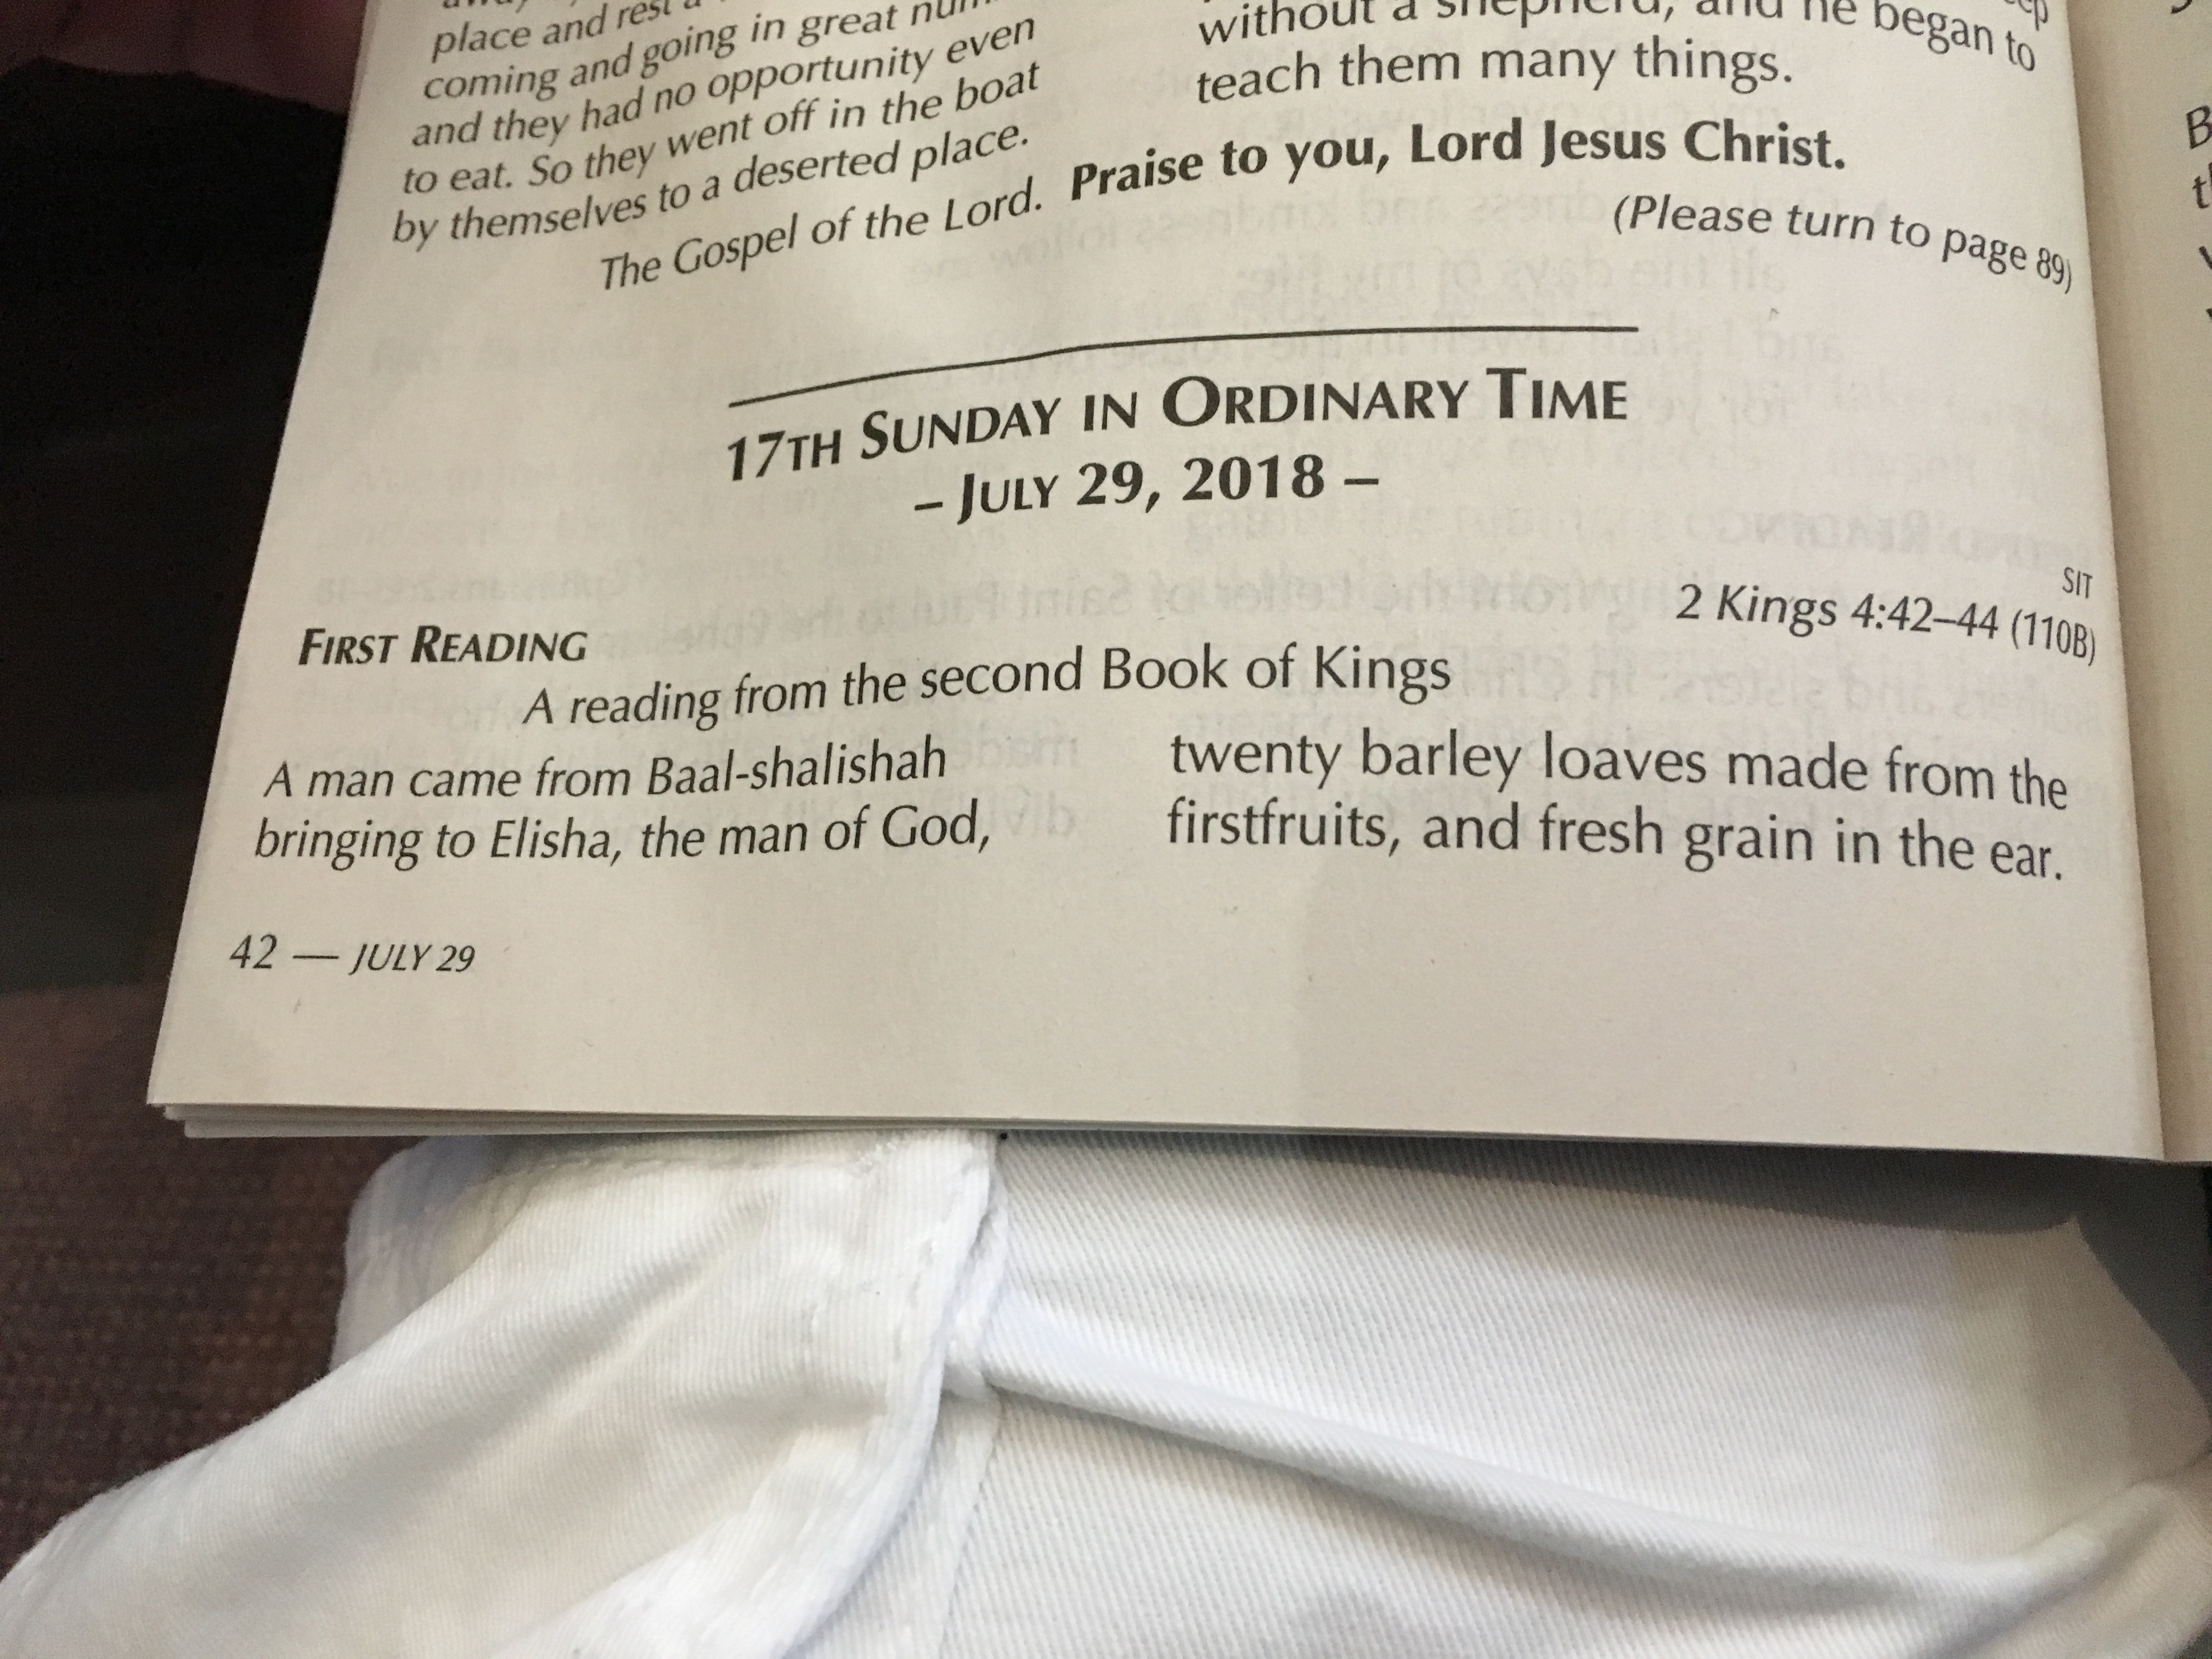 place and rest a
coming and going in great
and they had no opportunity even
to eat. So they went off in the boat
by themselves to a deserted place.
without a shepherd, and he began to
teach them many things.
The Gospel of the Lord. Praise to you, Lord Jesus Christ.
(Please turn to page 89)
17TH SUNDAY IN ORDINARY TIME
– JULY 29, 2018 –
SIT
FIRST READING 2 Kings 4:42–44 (110B)
A reading from the second Book of Kings
A man came from Baal-shalishah
bringing to Elisha, the man of God,
twenty barley loaves made from the
firstfruits, and fresh grain in the ear.
42 — JULY 29